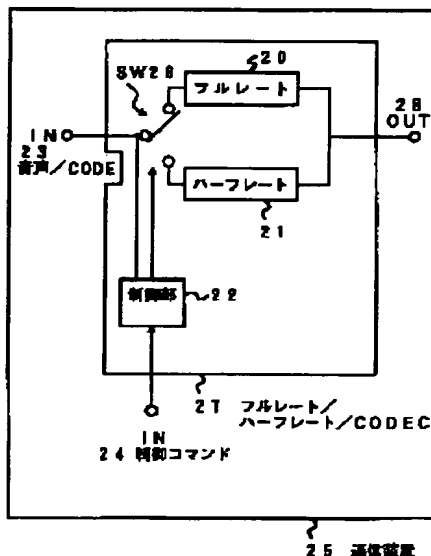 20
SW26
フルレート
28
OUT
IN
23
音声/CODE
ハーフレート
21
制御部
22
27 フルレート/
ハーフレート/CODEC
IN
24 制御コマンド
25 通信装置